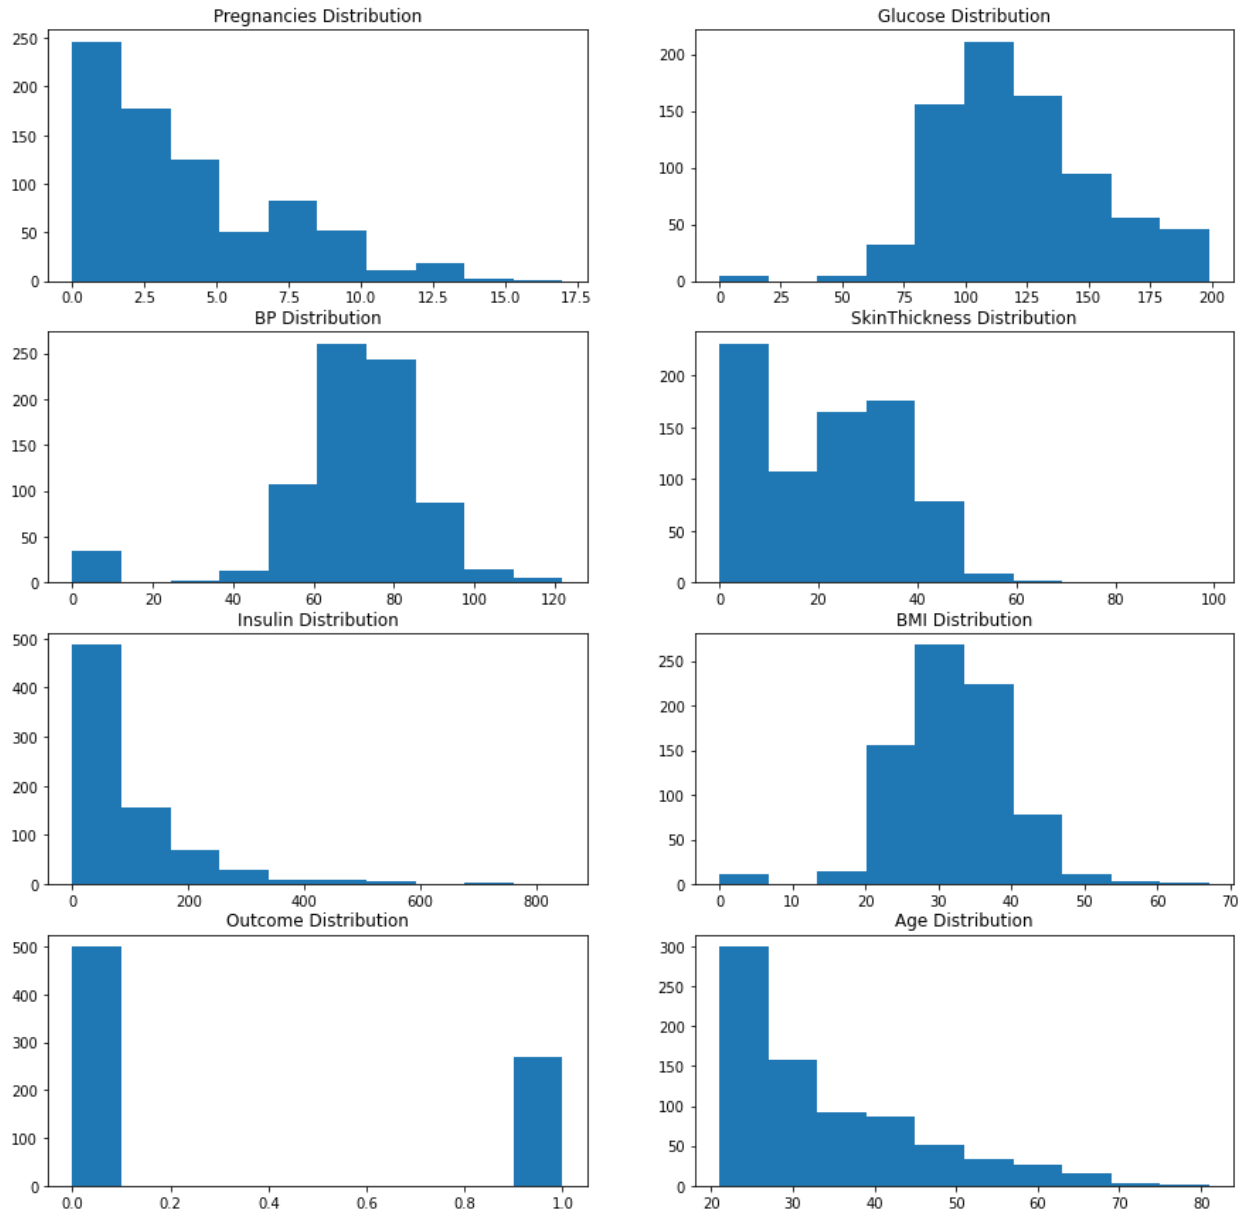 Pregnancies Distribution
250
200
150
100
50
0
0.0 2.5 5.0 7.5 10.0 12.5 15.0 17.5
Glucose Distribution
200
150
100
50
0
0 25 50 75 100 125 150 175 200
BP Distribution
250
200
150
100
50
0
0 20 40 60 80 100 120
SkinThickness Distribution
200
150
100
50
0
0 20 40 60 80 100
Insulin Distribution
500
400
300
200
100
0
0 200 400 600 800
BMI Distribution
250
200
150
100
50
0
0 10 20 30 40 50 60 70
Outcome Distribution
500
400
300
200
100
0
0.0 0.2 0.4 0.6 0.8 1.0
Age Distribution
300
250
200
150
100
50
0
20 30 40 50 60 70 80